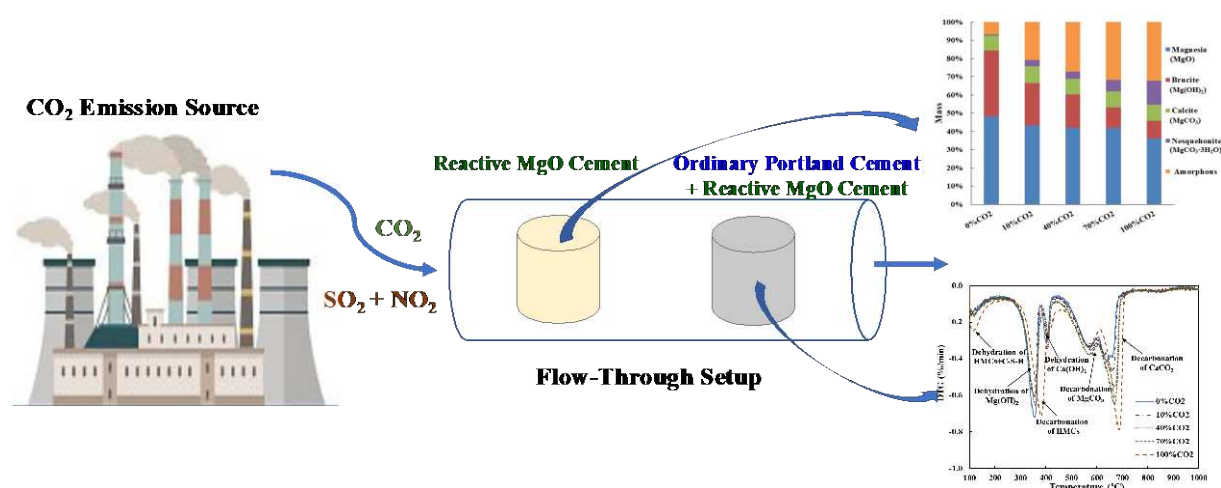 CO₂ Emission Source
CO₂
SO₂ + NO₂
Reactive MgO Cement
Ordinary Portland Cement
+ Reactive MgO Cement
Flow-Through Setup
100%
90%
80%
70%
60%
50%
40%
30%
20%
10%
0%
Mass
0%CO2
10%CO2
40%CO2
70%CO2
100%CO2
Magnesia
(MgO)
Brucite
(Mg(OH)₂)
Calcite
(MgCO₃)
Nesquehonite
(MgCO₃·3H₂O)
Amorphous
0.0
0.2
-0.4
-0.6
-0.8
-1.0
DTG (%/min)
Dehydration of
HMCs+C-S-H
Dehydration of
Mg(OH)₂
Dehydration
of Ca(OH)₂
Decarbonation
of MgCO₃
Decarbonation
of HMCs
Decarbonation
of CaCO₃
0%CO2
10%CO2
40%CO2
70%CO2
100%CO2
100
200
300
400
500
600
700
800
900
1000
Temperature (°C)